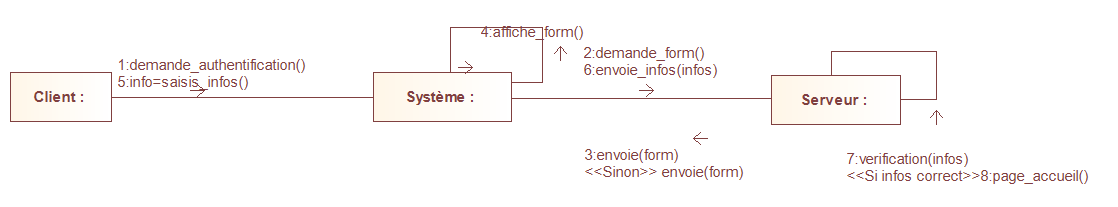 4:affiche_form()
1:demande_authentification()
5:info=saisis_infos()
2:demande_form()
6:envoie_infos(infos)
Client :
Système :
Serveur :
3:envoie(form)
<<Sinon>> envoie(form)
7:verification(infos)
<<Si infos correct>>8:page_accueil()